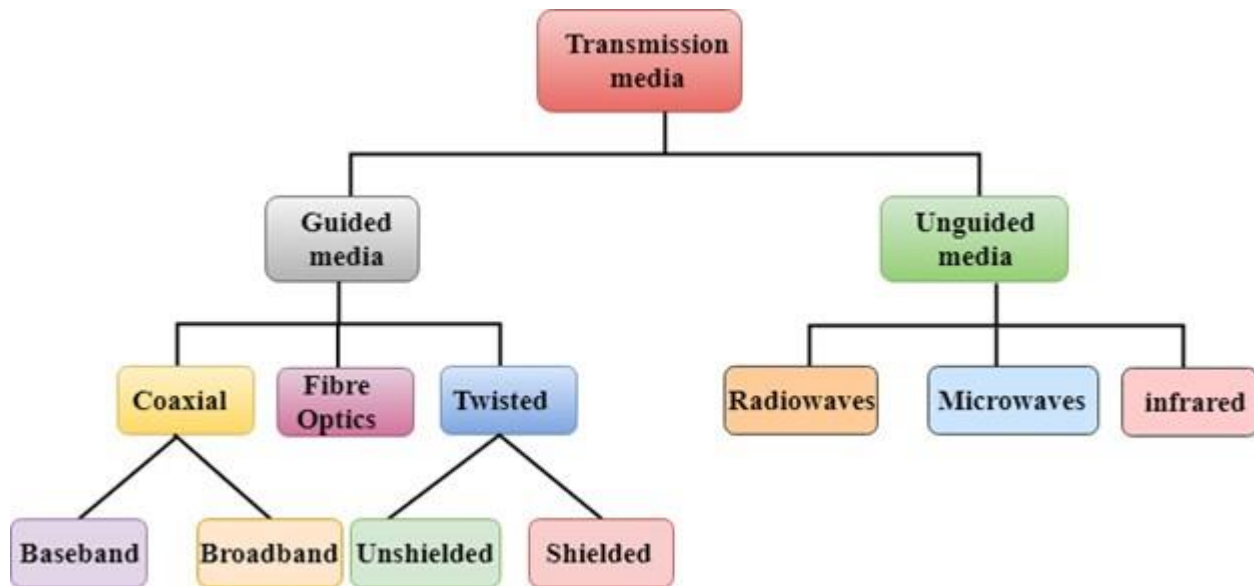 Transmission
media
Guided
media
Unguided
media
Coaxial
Fibre
Optics
Twisted
Radiowaves
Microwaves
infrared
Baseband
Broadband
Unshielded
Shielded